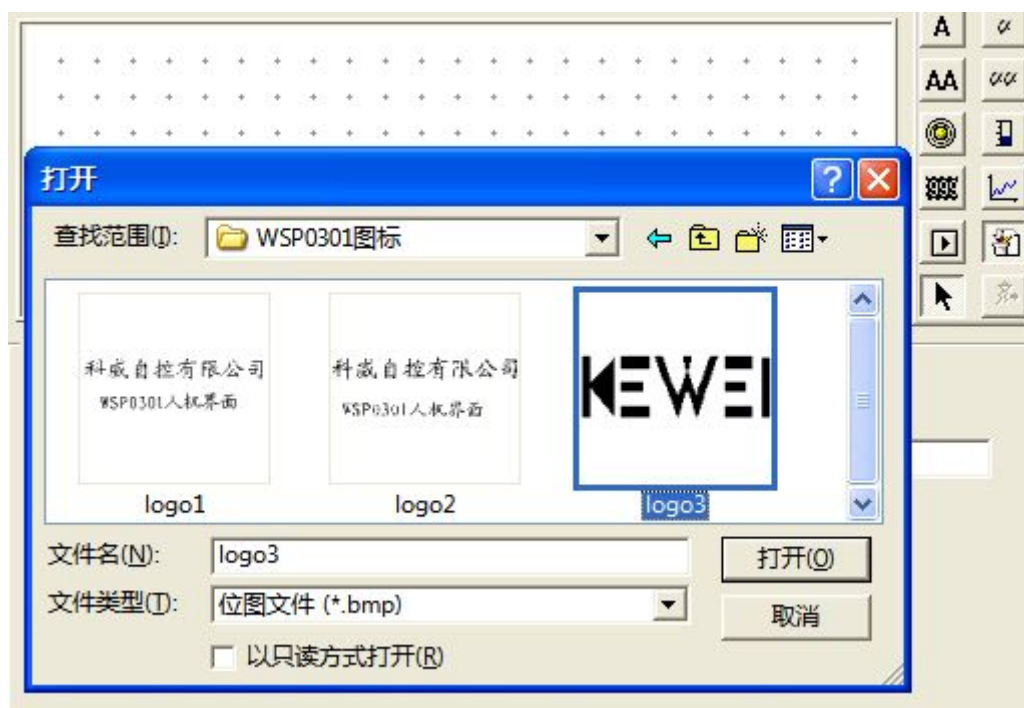 A
AA
打开
查找范围(I):
WSP0301图标
科威自控有限公司
WSP0301人机界面
科威自控有限公司
WSP0301人机界面
KEWEI
logo1
logo2
logo3
文件名(N):
logo3
打开(O)
文件类型(T):
位图文件 (*.bmp)
取消
以只读方式打开(R)